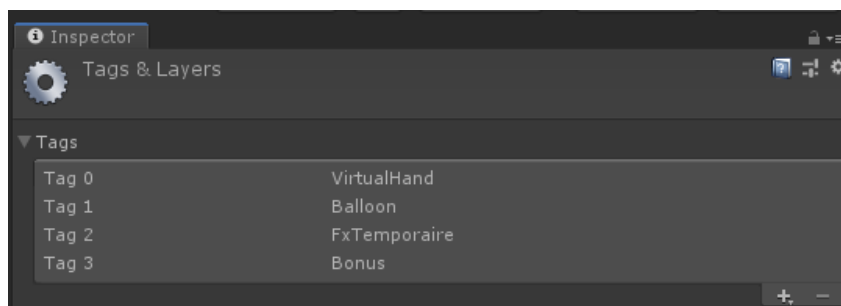 Inspector
Tags & Layers
Tags
Tag 0 VirtualHand
Tag 1 Balloon
Tag 2 FxTemporaire
Tag 3 Bonus